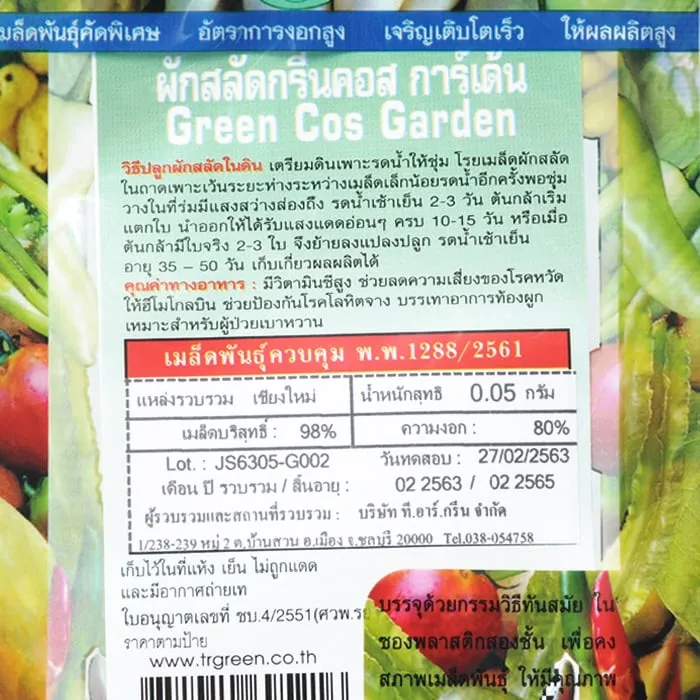 เมล็ดพันธุ์คัดพิเศษ อัตราการงอกสูง เจริญเติบโตเร็ว ให้ผลผลิตสูง
ผักสลัดกรีนคอส การ์เด้น
Green Cos Garden
วิธีปลูกผักสลัดในดิน เตรียมดินเพาะรดน้ำให้ชุ่ม โรยเมล็ดผักสลัด
ในถาดเพาะเว้นระยะห่างระหว่างเมล็ดเล็กน้อยรดน้ำอีกครั้งพอชุ่ม
วางในที่ร่มมีแสงสว่างส่องถึง รดน้ำเช้าเย็น 2-3 วัน ต้นกล้าเริ่ม
แตกใบ นำออกให้ได้รับแสงแดดอ่อนๆ ครบ 10-15 วัน หรือเมื่อ
ต้นกล้ามีใบจริง 2-3 ใบ จึงย้ายลงแปลงปลูก รดน้ำเช้าเย็น
อายุ 35 – 50 วัน เก็บเกี่ยวผลผลิตได้
คุณค่าทางอาหาร : มีวิตามินซีสูง ช่วยลดความเสี่ยงของโรคหวัด
ให้ฮีโมโกลบิน ช่วยป้องกันโรคโลหิตจาง บรรเทาอาการท้องผูก
เหมาะสำหรับผู้ป่วยเบาหวาน
เมล็ดพันธุ์ควบคุม พ.พ.1288/2561
แหล่งรวบรวม เชียงใหม่ น้ำหนักสุทธิ 0.05 กรัม
เมล็ดบริสุทธิ์ : 98% ความงอก : 80%
Lot. : JS6305-G002 วันทดสอบ : 27/02/2563
เดือน ปี รวบรวม / สิ้นอายุ : 02 2563 / 02 2565
ผู้รวบรวมและสถานที่รวบรวม : บริษัท ที.อาร์.กรีน จำกัด
1/238-239 หมู่ 2 ต.บ้านสวน อ.เมือง จ.ชลบุรี 20000 Tel.038-054758
เก็บไว้ในที่แห้ง เย็น ไม่ถูกแดด
และมีอากาศถ่ายเท
ใบอนุญาตเลขที่ ชบ.4/2551
ราคาตามป้าย
www.trgreen.co.th
บรรจุด้วยกรรมวิธีทันสมัย ใน
ซองพลาสติกสองชั้น เพื่อคง
สภาพเมล็ดพันธุ์ ให้มีคุณภาพ